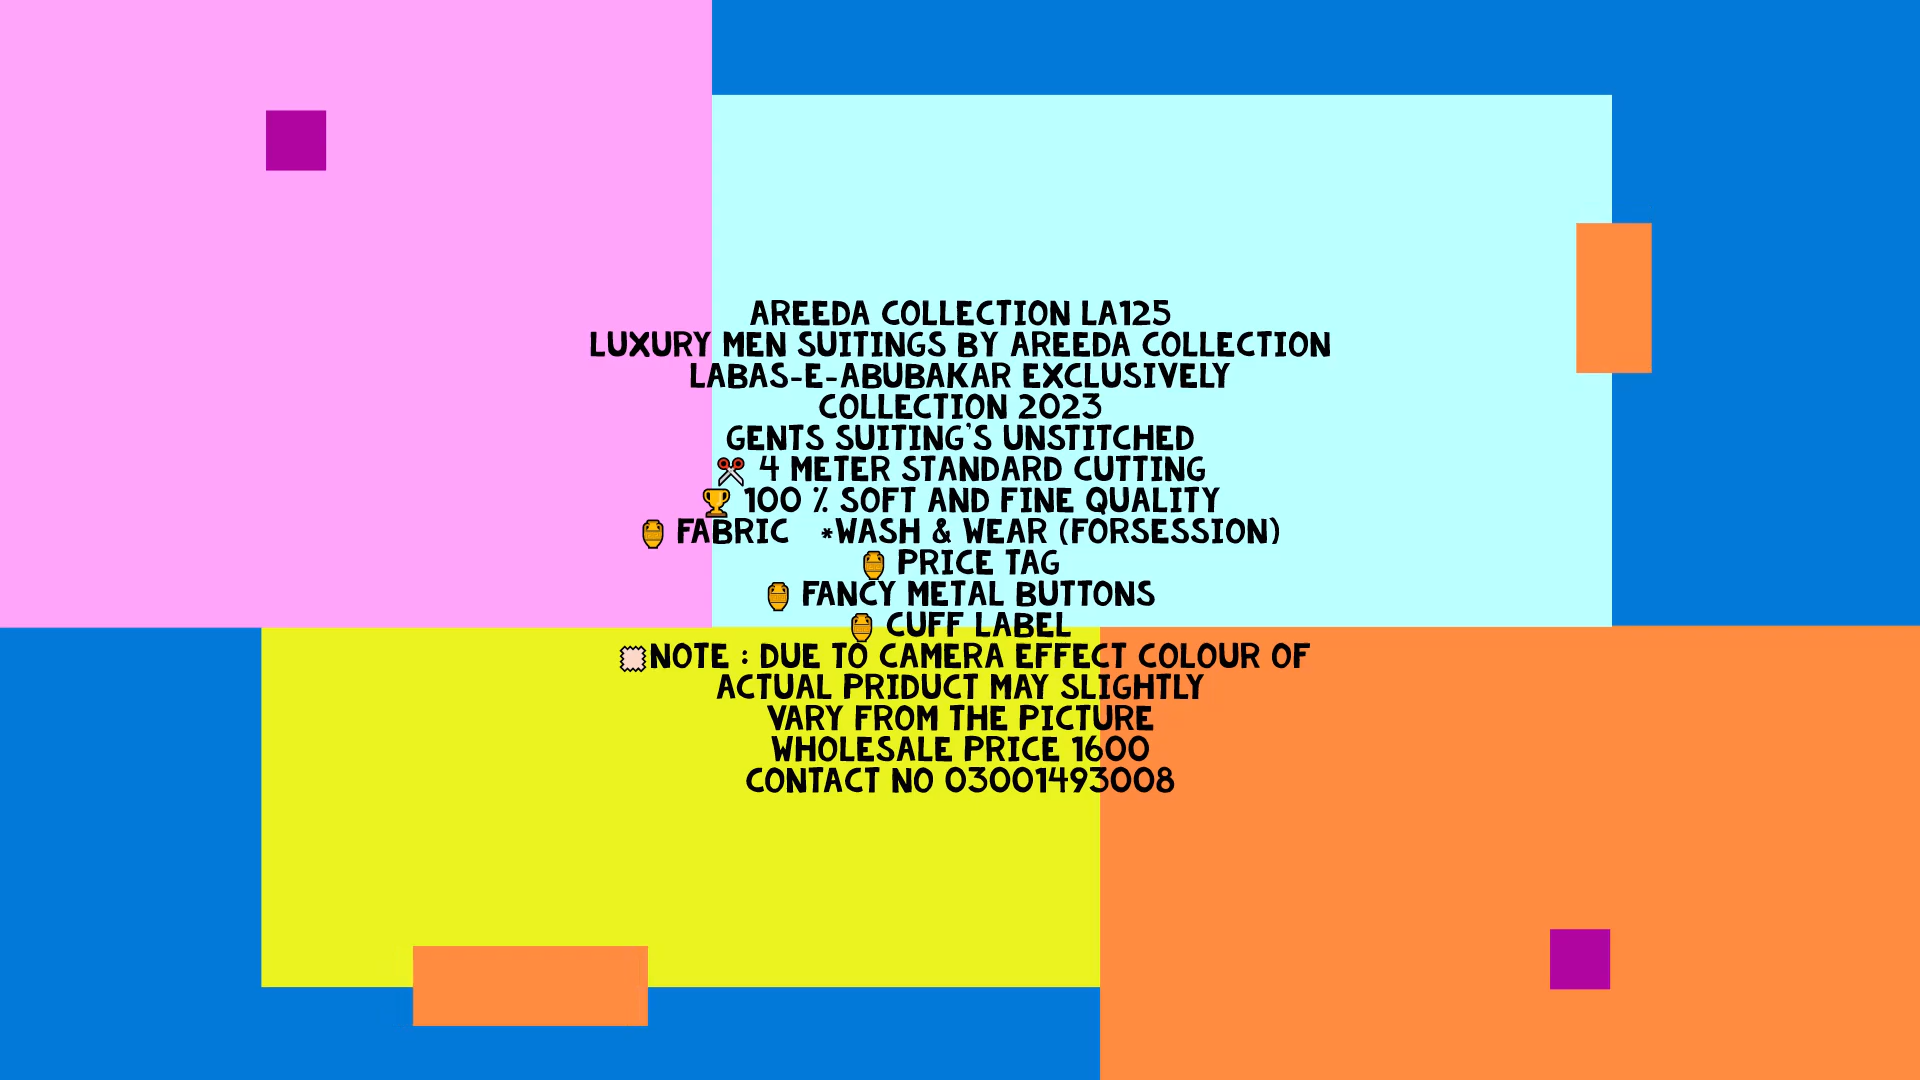 AREEDA COLLECTION LA125
LUXURY MEN SUITINGS BY AREEDA COLLECTION
LABAS-E-ABUBAKAR EXCLUSIVELY
COLLECTION 2023
GENTS SUITING'S UNSTITCHED
✂️ 4 METER STANDARD CUTTING
🏆 100 % SOFT AND FINE QUALITY
⚱️ FABRIC *WASH & WEAR (FORSESSION)
⚱️ PRICE TAG
⚱️ FANCY METAL BUTTONS
⚱️ CUFF LABEL
NOTE : DUE TO CAMERA EFFECT COLOUR OF
ACTUAL PRIDUCT MAY SLIGHTLY
VARY FROM THE PICTURE
WHOLESALE PRICE 1600
CONTACT NO 03001493008